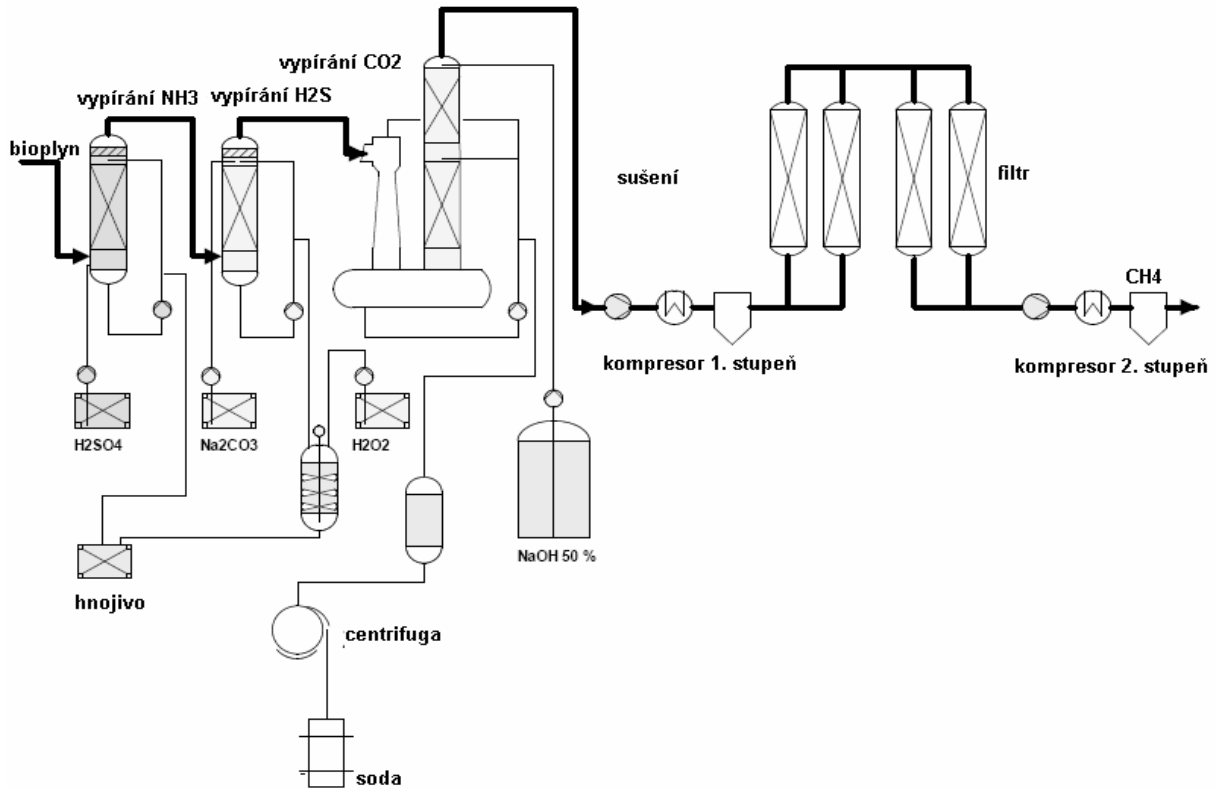 vypírání CO2
vypírání NH3
vypírání H2S
bioplyn
sušení
filtr
CH4
kompresor 1. stupeň
kompresor 2. stupeň
H2SO4
Na2CO3
H2O2
NaOH 50 %
hnojivo
centrifuga
soda